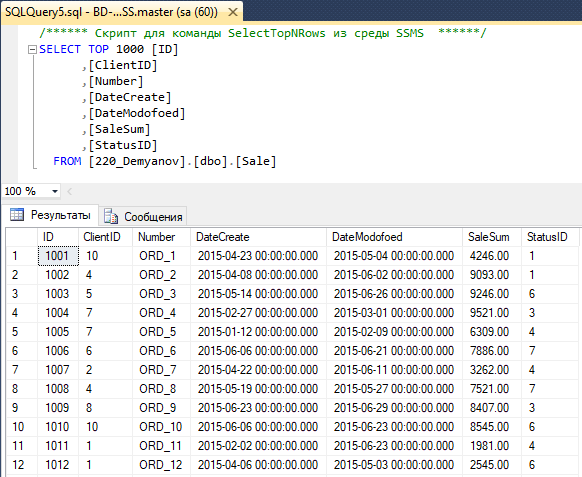 SQLQuery5.sql - BD-...SS.master (sa (60))
/****** Скрипт для команды SelectTopNRows из среды SSMS  ******/
SELECT TOP 1000 [ID]
,[ClientID]
,[Number]
,[DateCreate]
,[DateModofoed]
,[SaleSum]
,[StatusID]
FROM [220_Demyanov].[dbo].[Sale]
100 %
Результаты Сообщения
ID ClientID Number DateCreate DateModofoed SaleSum StatusID
1 1001 10 ORD_1 2015-04-23 00:00:00.000 2015-05-04 00:00:00.000 4246.00 1
2 1002 4 ORD_2 2015-04-08 00:00:00.000 2015-06-02 00:00:00.000 9093.00 1
3 1003 5 ORD_3 2015-05-14 00:00:00.000 2015-06-26 00:00:00.000 9246.00 6
4 1004 7 ORD_4 2015-02-27 00:00:00.000 2015-03-01 00:00:00.000 9521.00 3
5 1005 7 ORD_5 2015-01-12 00:00:00.000 2015-02-09 00:00:00.000 6309.00 4
6 1006 6 ORD_6 2015-06-06 00:00:00.000 2015-06-21 00:00:00.000 7886.00 7
7 1007 2 ORD_7 2015-04-22 00:00:00.000 2015-06-11 00:00:00.000 3262.00 4
8 1008 4 ORD_8 2015-05-19 00:00:00.000 2015-05-27 00:00:00.000 7521.00 7
9 1009 8 ORD_9 2015-06-23 00:00:00.000 2015-06-29 00:00:00.000 8407.00 3
10 1010 10 ORD_10 2015-06-06 00:00:00.000 2015-06-23 00:00:00.000 8545.00 6
11 1011 1 ORD_11 2015-02-02 00:00:00.000 2015-06-23 00:00:00.000 1981.00 4
12 1012 1 ORD_12 2015-04-06 00:00:00.000 2015-05-03 00:00:00.000 2545.00 6